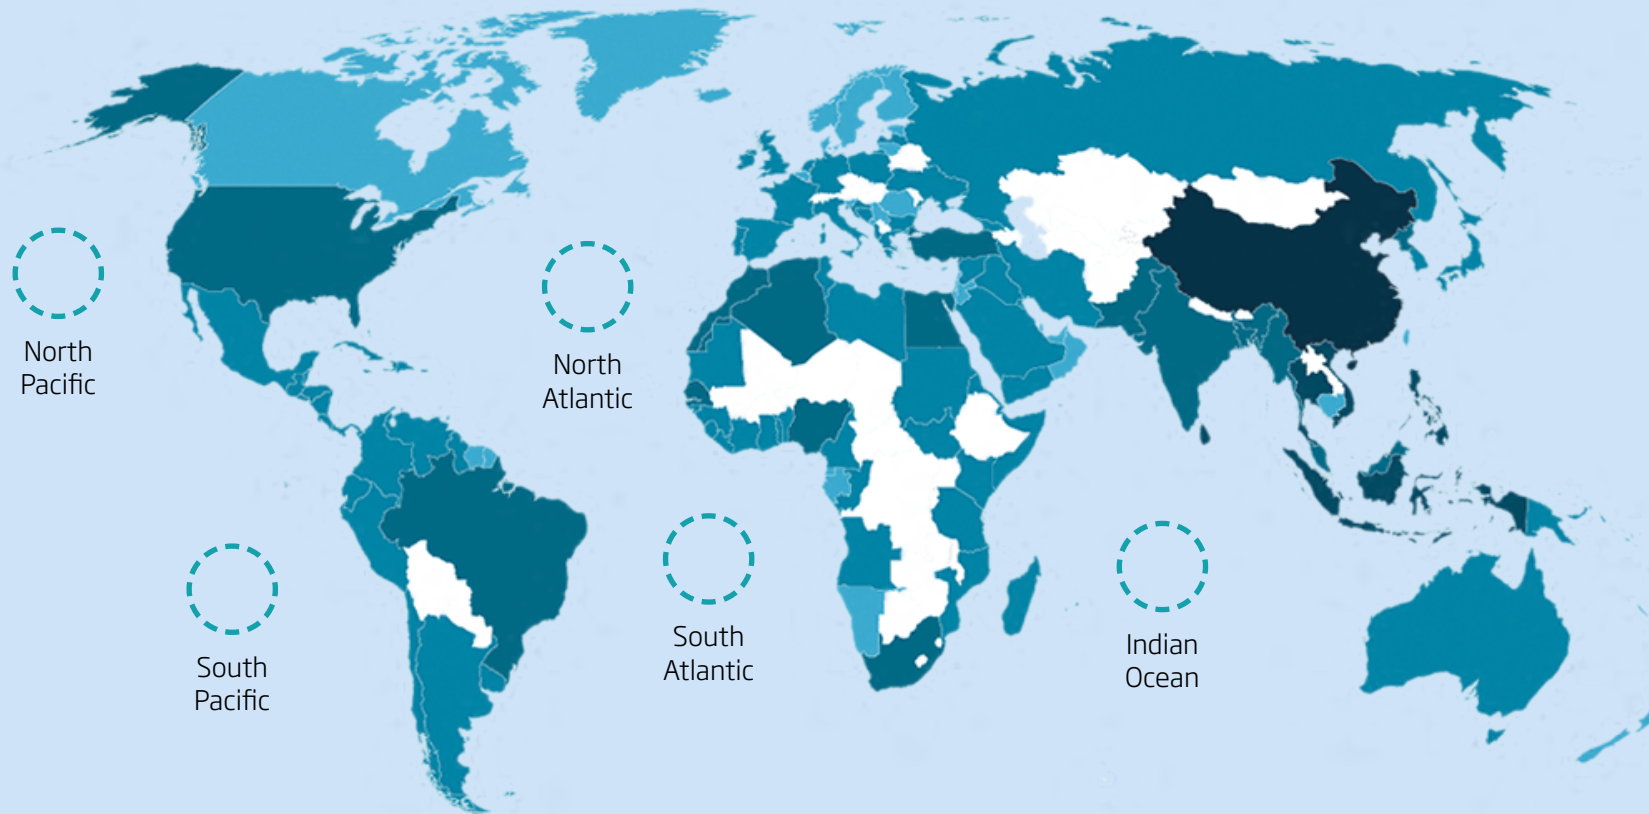 North
Pacific
North
Atlantic
South
Pacific
South
Atlantic
Indian
Ocean